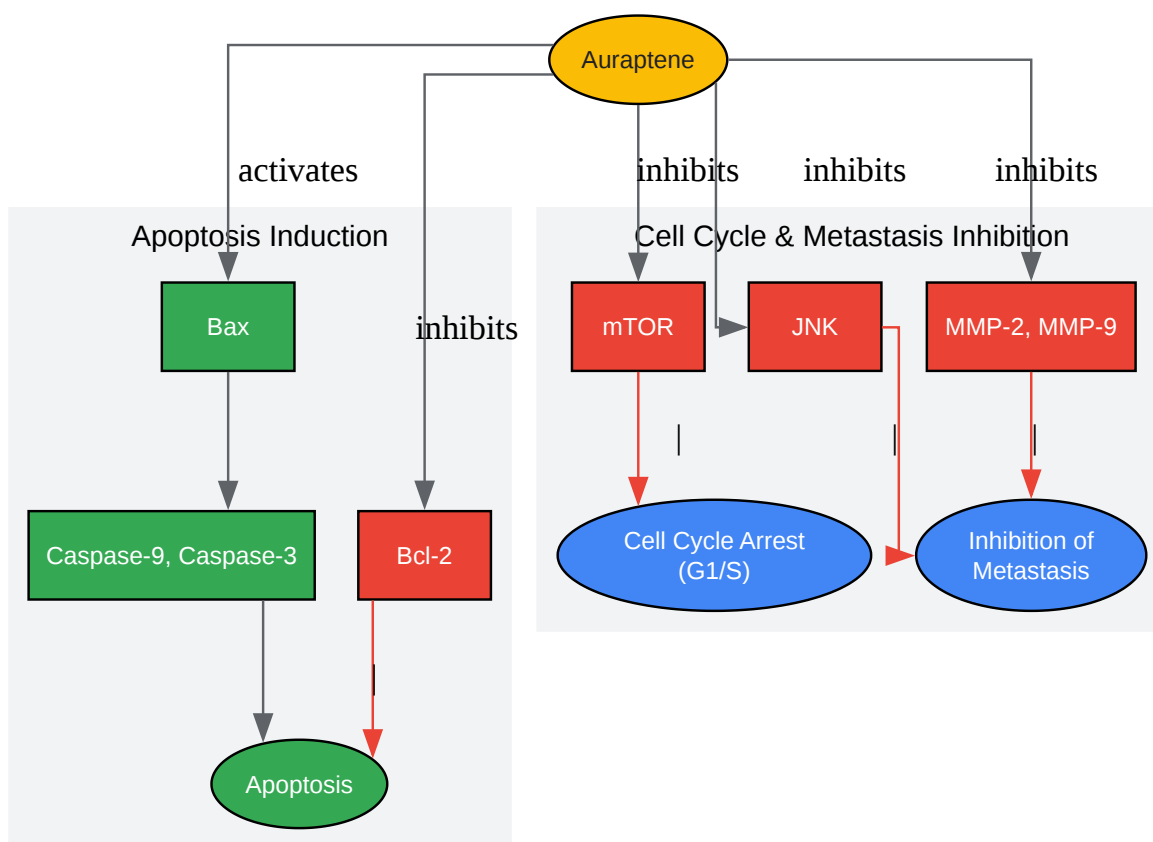 Auraptene
activates
inhibits
inhibits
inhibits
Apoptosis Induction
Cell Cycle & Metastasis Inhibition
Bax
inhibits
mTOR
JNK
MMP-2, MMP-9
|
|
|
Caspase-9, Caspase-3
Bcl-2
Cell Cycle Arrest
(G1/S)
Inhibition of
Metastasis
|
Apoptosis